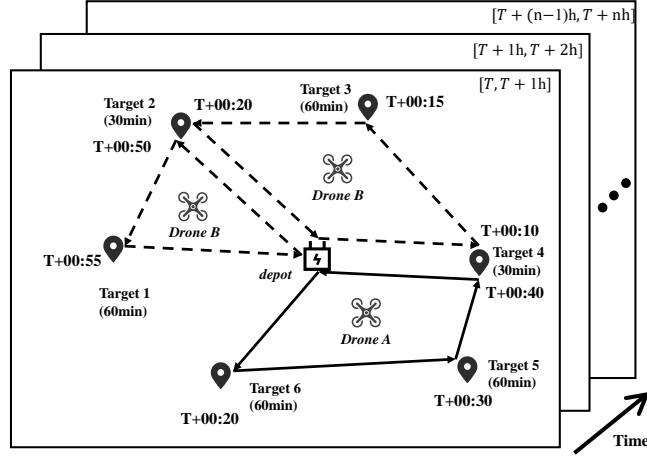 [T + (n−1)h, T + nh]
[T + 1h, T + 2h]
[T, T + 1h]
Target 2
(30min)
T+00:20
T+00:50
Target 3
(60min)
T+00:15
Drone B
Drone B
T+00:10
Target 4
(30min)
T+00:40
T+00:55
Target 1
(60min)
depot
Drone A
Target 6
(60min)
T+00:20
Target 5
(60min)
T+00:30
Time